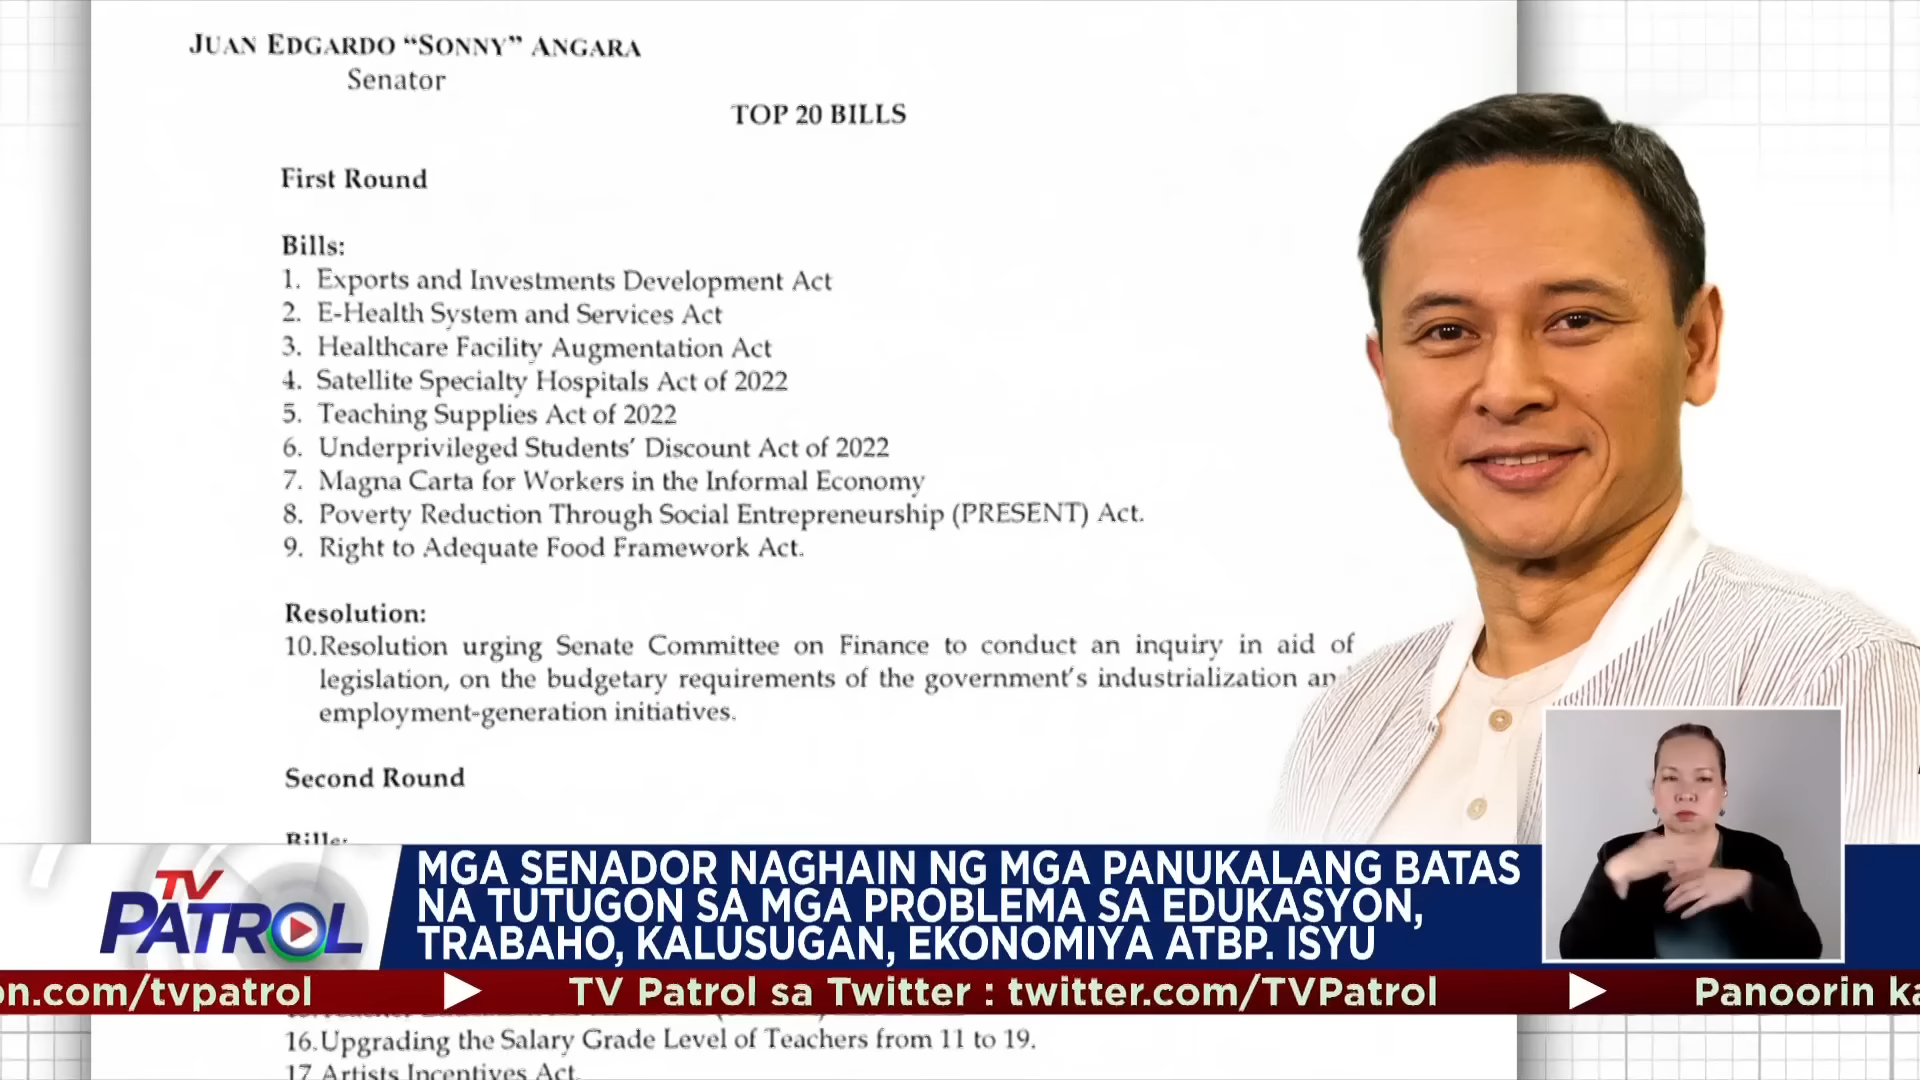 JUAN EDGARDO “SONNY” ANGARA
Senator
TOP 20 BILLS
First Round
Bills:
1. Exports and Investments Development Act
2. E-Health System and Services Act
3. Healthcare Facility Augmentation Act
4. Satellite Specialty Hospitals Act of 2022
5. Teaching Supplies Act of 2022
6. Underprivileged Students’ Discount Act of 2022
7. Magna Carta for Workers in the Informal Economy
8. Poverty Reduction Through Social Entrepreneurship (PRESENT) Act.
9. Right to Adequate Food Framework Act.
Resolution:
10.Resolution urging Senate Committee on Finance to conduct an inquiry in aid of
legislation, on the budgetary requirements of the government’s industrialization an
employment-generation initiatives.
Second Round
Bills:
TV PATROL
MGA SENADOR NAGHAIN NG MGA PANUKALANG BATAS
NA TUTUGON SA MGA PROBLEMA SA EDUKASYON,
TRABAHO, KALUSUGAN, EKONOMIYA ATBP. ISYU
on.com/tvpatrol TV Patrol sa Twitter : twitter.com/TVPatrol Panoorin ka
16.Upgrading the Salary Grade Level of Teachers from 11 to 19.
17 Artists Incentives Act.